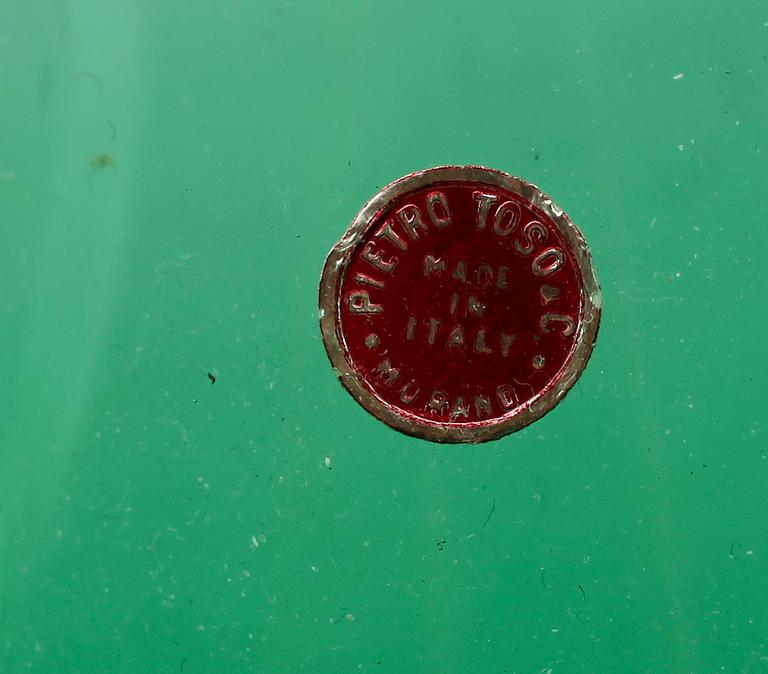 PIETRO TOSO & C.
MADE
IN
ITALY
• MURANO •